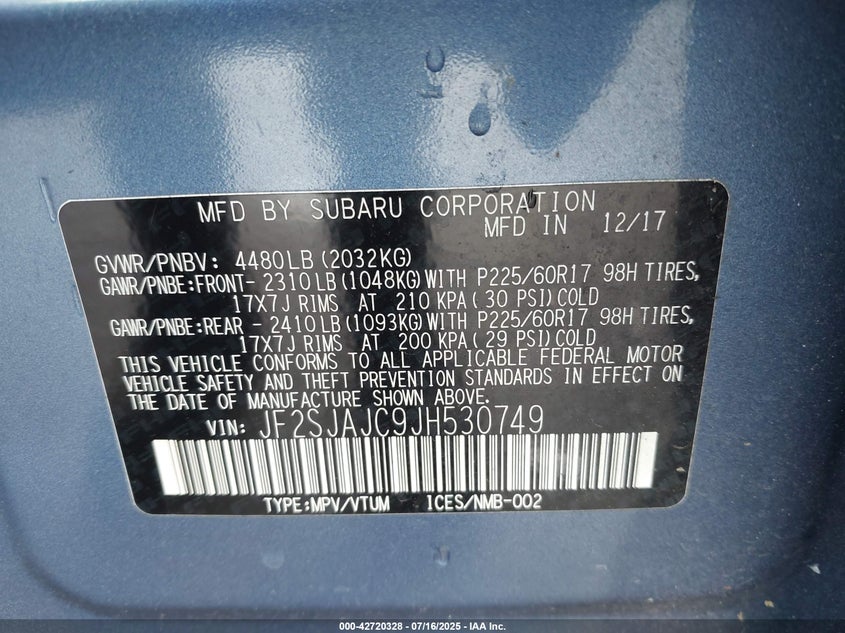 MFD BY SUBARU CORPORATION
MFD IN 12/17
GVWR/PNBV: 4480LB (2032KG)
GAWR/PNBE:FRONT- 2310LB (1048KG) WITH P225/60R17 98H TIRES,
17X7J RIMS AT 210 KPA ( 30 PSI) COLD
GAWR/PNBE:REAR - 2410LB (1093KG) WITH P225/60R17 98H TIRES,
17X7J RIMS AT 200 KPA ( 29 PSI) COLD
THIS VEHICLE CONFORMS TO ALL APPLICABLE FEDERAL MOTOR
VEHICLE SAFETY AND THEFT PREVENTION STANDARDS IN EFFECT ON
THE DATE OF MANUFACTURE SHOWN ABOVE.
VIN: JF2SJAJC9JH530749
TYPE:MPV/VTUM ICES/NMB-002
000-42720328 - 07/16/2025 - IAA Inc.